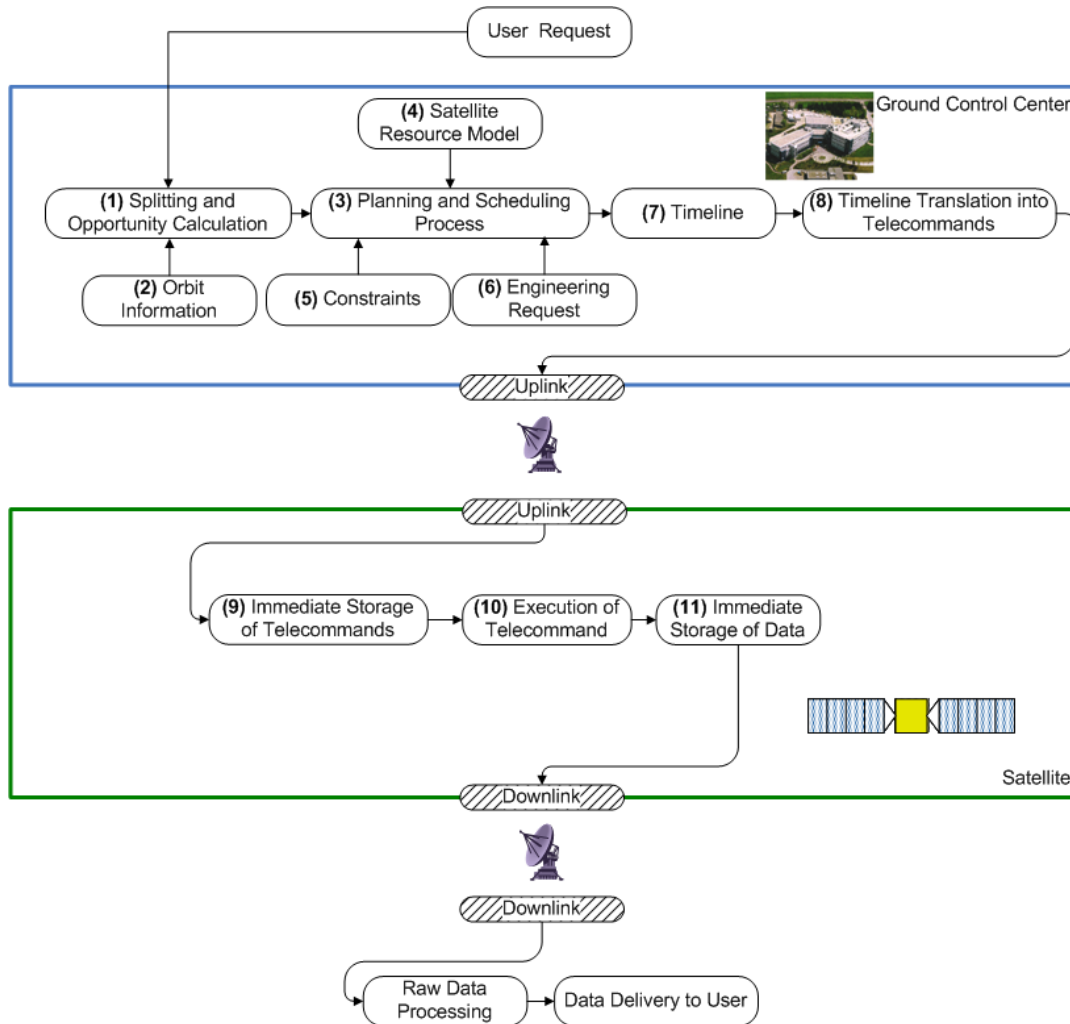 User Request
Ground Control Center
(4) Satellite
Resource Model
(1) Splitting and
Opportunity Calculation
(3) Planning and Scheduling
Process
(7) Timeline
(8) Timeline Translation into
Telecommands
(2) Orbit
Information
(5) Constraints
(6) Engineering
Request
Uplink
Uplink
(9) Immediate Storage
of Telecommands
(10) Execution of
Telecommand
(11) Immediate
Storage of Data
Satellite
Downlink
Downlink
Raw Data
Processing
Data Delivery to User